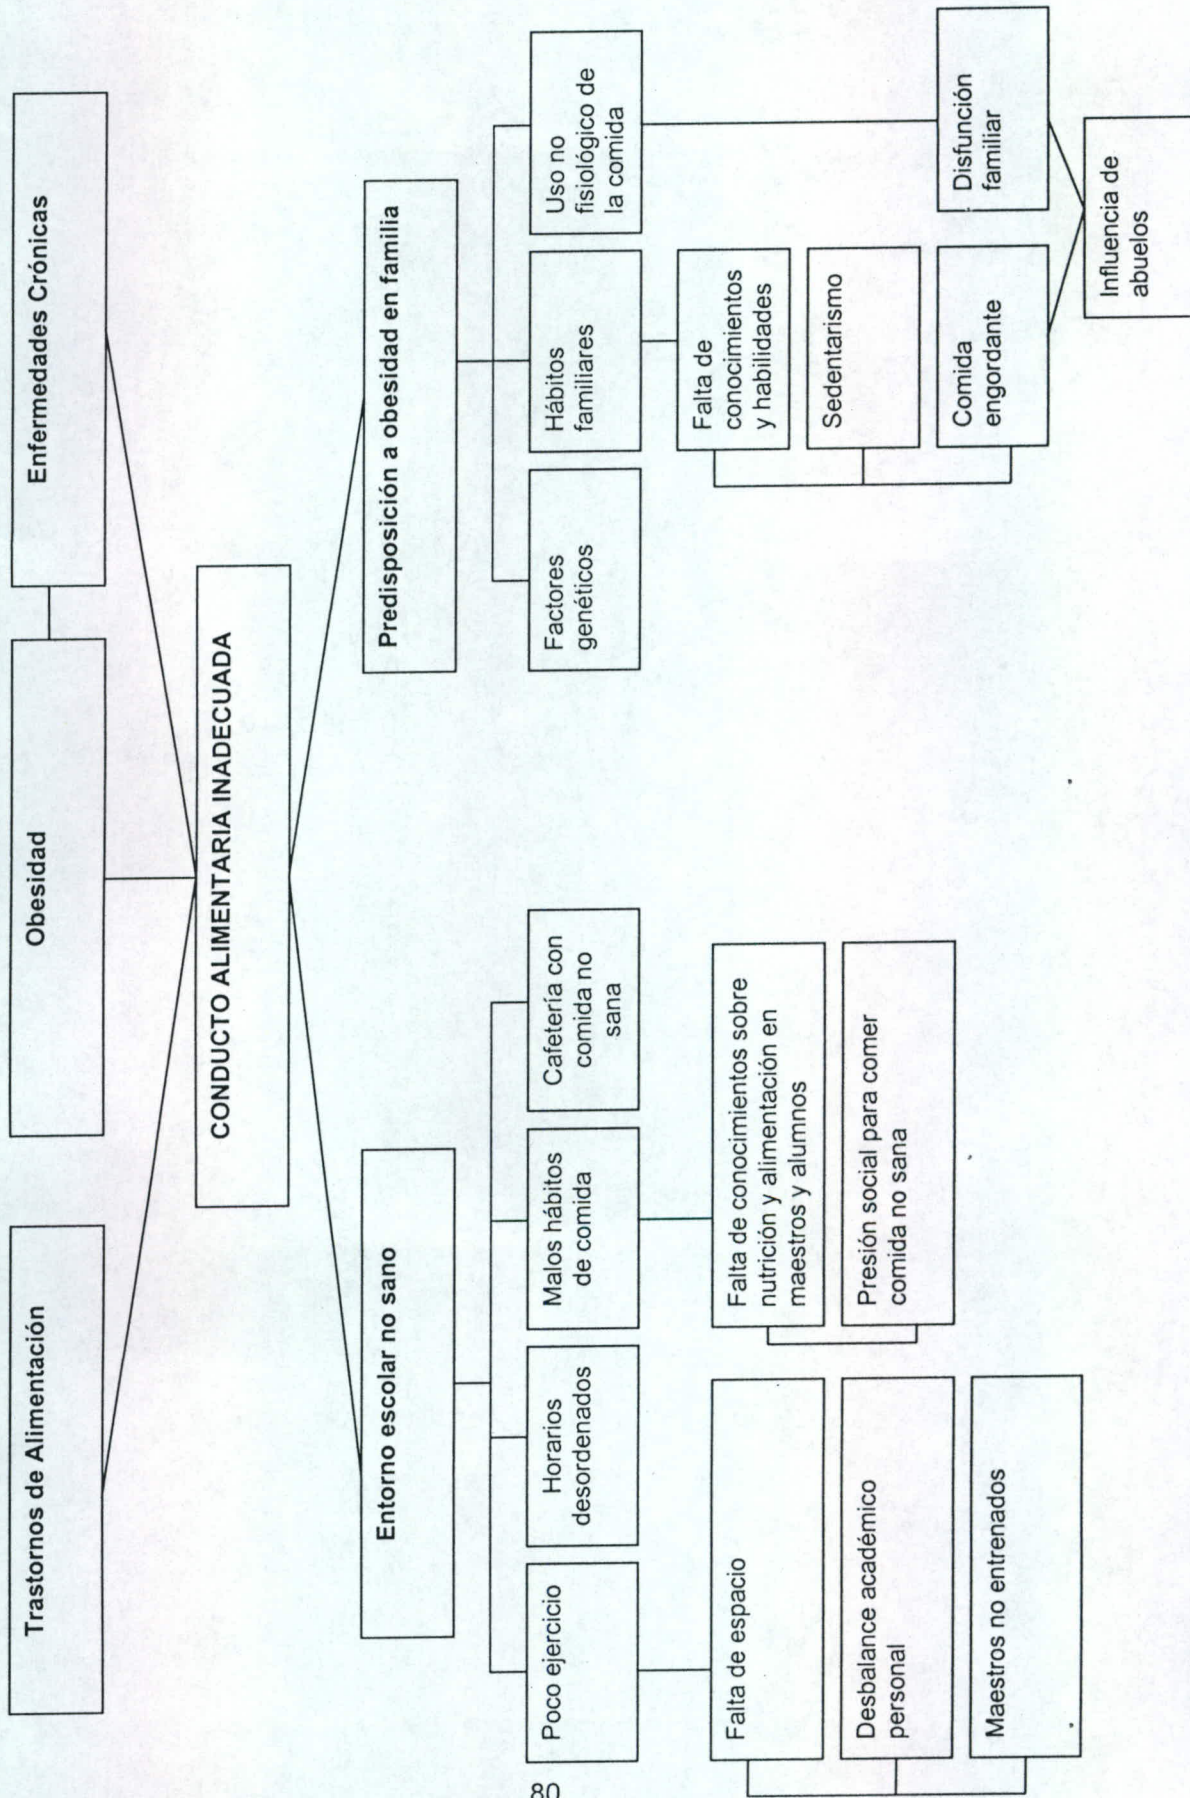 Trastornos de Alimentación
Obesidad
Enfermedades Crónicas
CONDUCTO ALIMENTARIA INADECUADA
Entorno escolar no sano
Predisposición a obesidad en familia
Poco ejercicio
Horarios
desordenados
Malos hábitos
de comida
Cafetería con
comida no
sana
Factores
genéticos
Hábitos
familiares
Uso no
fisiológico de
la comida
Falta de espacio
Desbalance académico
personal
Maestros no entrenados
Falta de conocimientos sobre
nutrición y alimentación en
maestros y alumnos
Presión social para comer
comida no sana
Falta de
conocimientos
y habilidades
Sedentarismo
Comida
engordante
Disfunción
familiar
Influencia de
abuelos
80